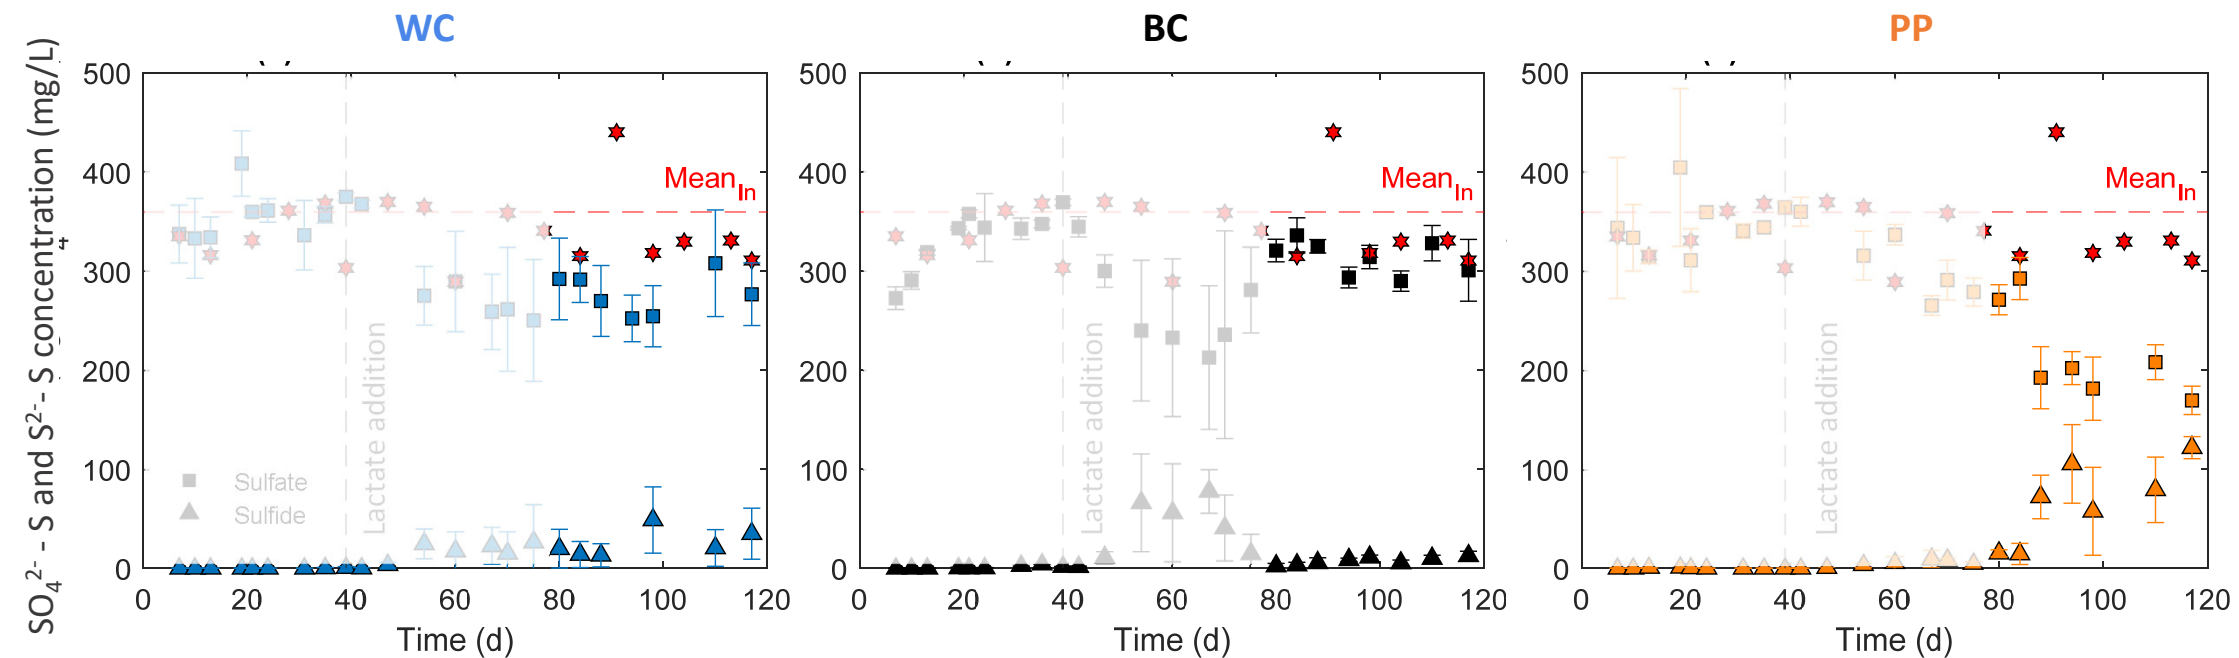 WC
BC
PP
SO₄²⁻ - S and S²⁻- S concentration (mg/L)
500
400
300
200
100
0
0 20 40 60 80 100 120
Time (d)
Mean_In
Lactate addition
Sulfate
Sulfide
500
400
300
200
100
0
0 20 40 60 80 100 120
Time (d)
Mean_In
Lactate addition
500
400
300
200
100
0
0 20 40 60 80 100 120
Time (d)
Mean_In
Lactate addition